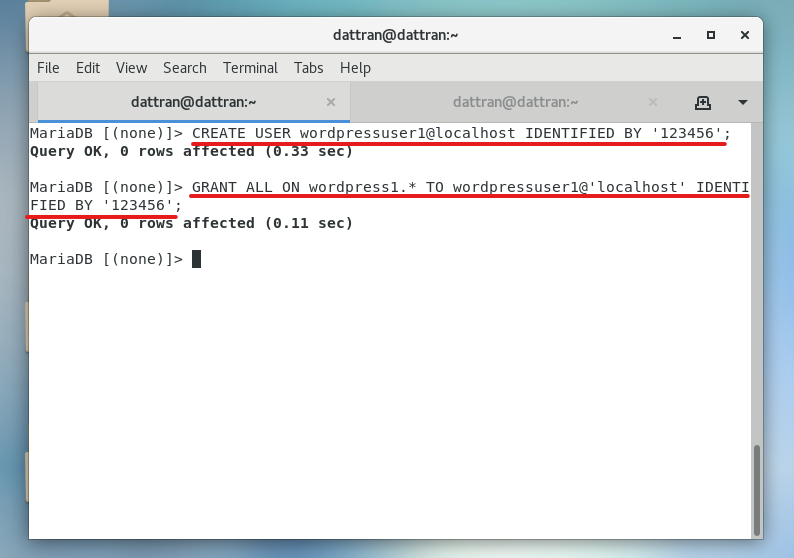 dattran@dattran:~
File Edit View Search Terminal Tabs Help
dattran@dattran:~ dattran@dattran:~
MariaDB [(none)]> CREATE USER wordpressuser1@localhost IDENTIFIED BY '123456';
Query OK, 0 rows affected (0.33 sec)
MariaDB [(none)]> GRANT ALL ON wordpress1.* TO wordpressuser1@'localhost' IDENTI
FIED BY '123456';
Query OK, 0 rows affected (0.11 sec)
MariaDB [(none)]>